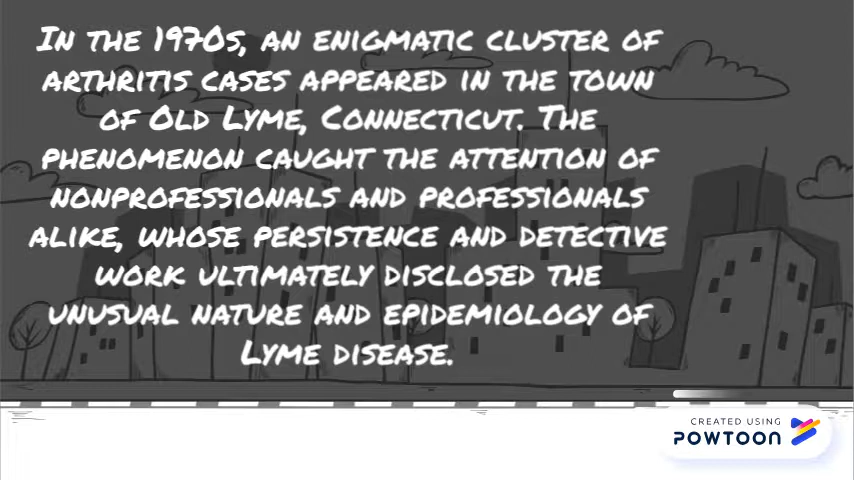 In the 1970s, an enigmatic cluster of
arthritis cases appeared in the town
of Old Lyme, Connecticut. The
phenomenon caught the attention of
nonprofessionals and professionals
alike, whose persistence and detective
work ultimately disclosed the
unusual nature and epidemiology of
Lyme disease.
CREATED USING
POWTOON